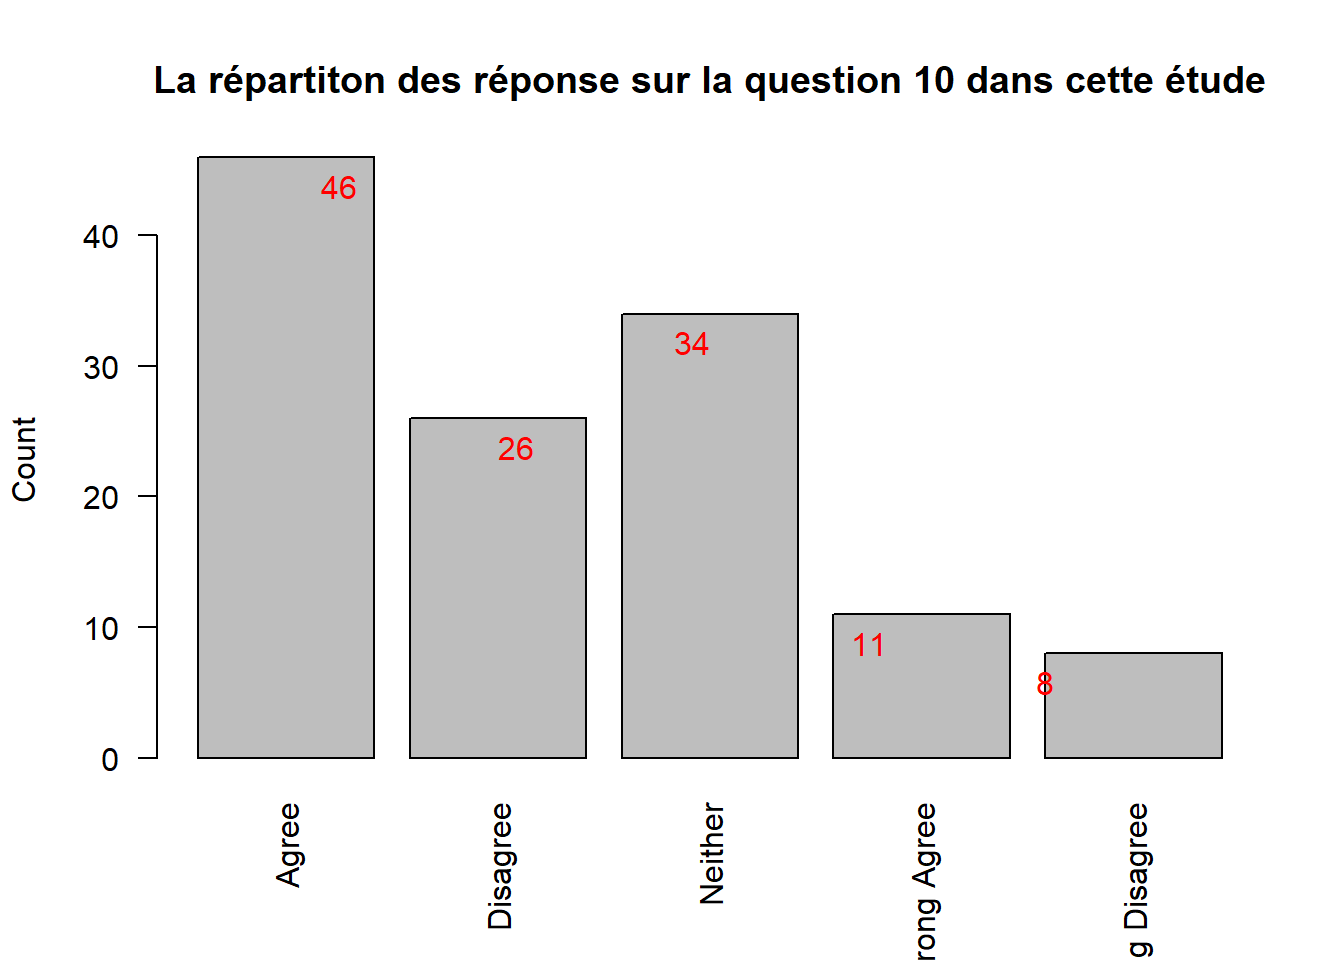 La répartiton des réponse sur la question 10 dans cette étude
46
40
34
30
26
Count
20
11
10
8
0
Agree
Disagree
Neither
rong Agree
g Disagree